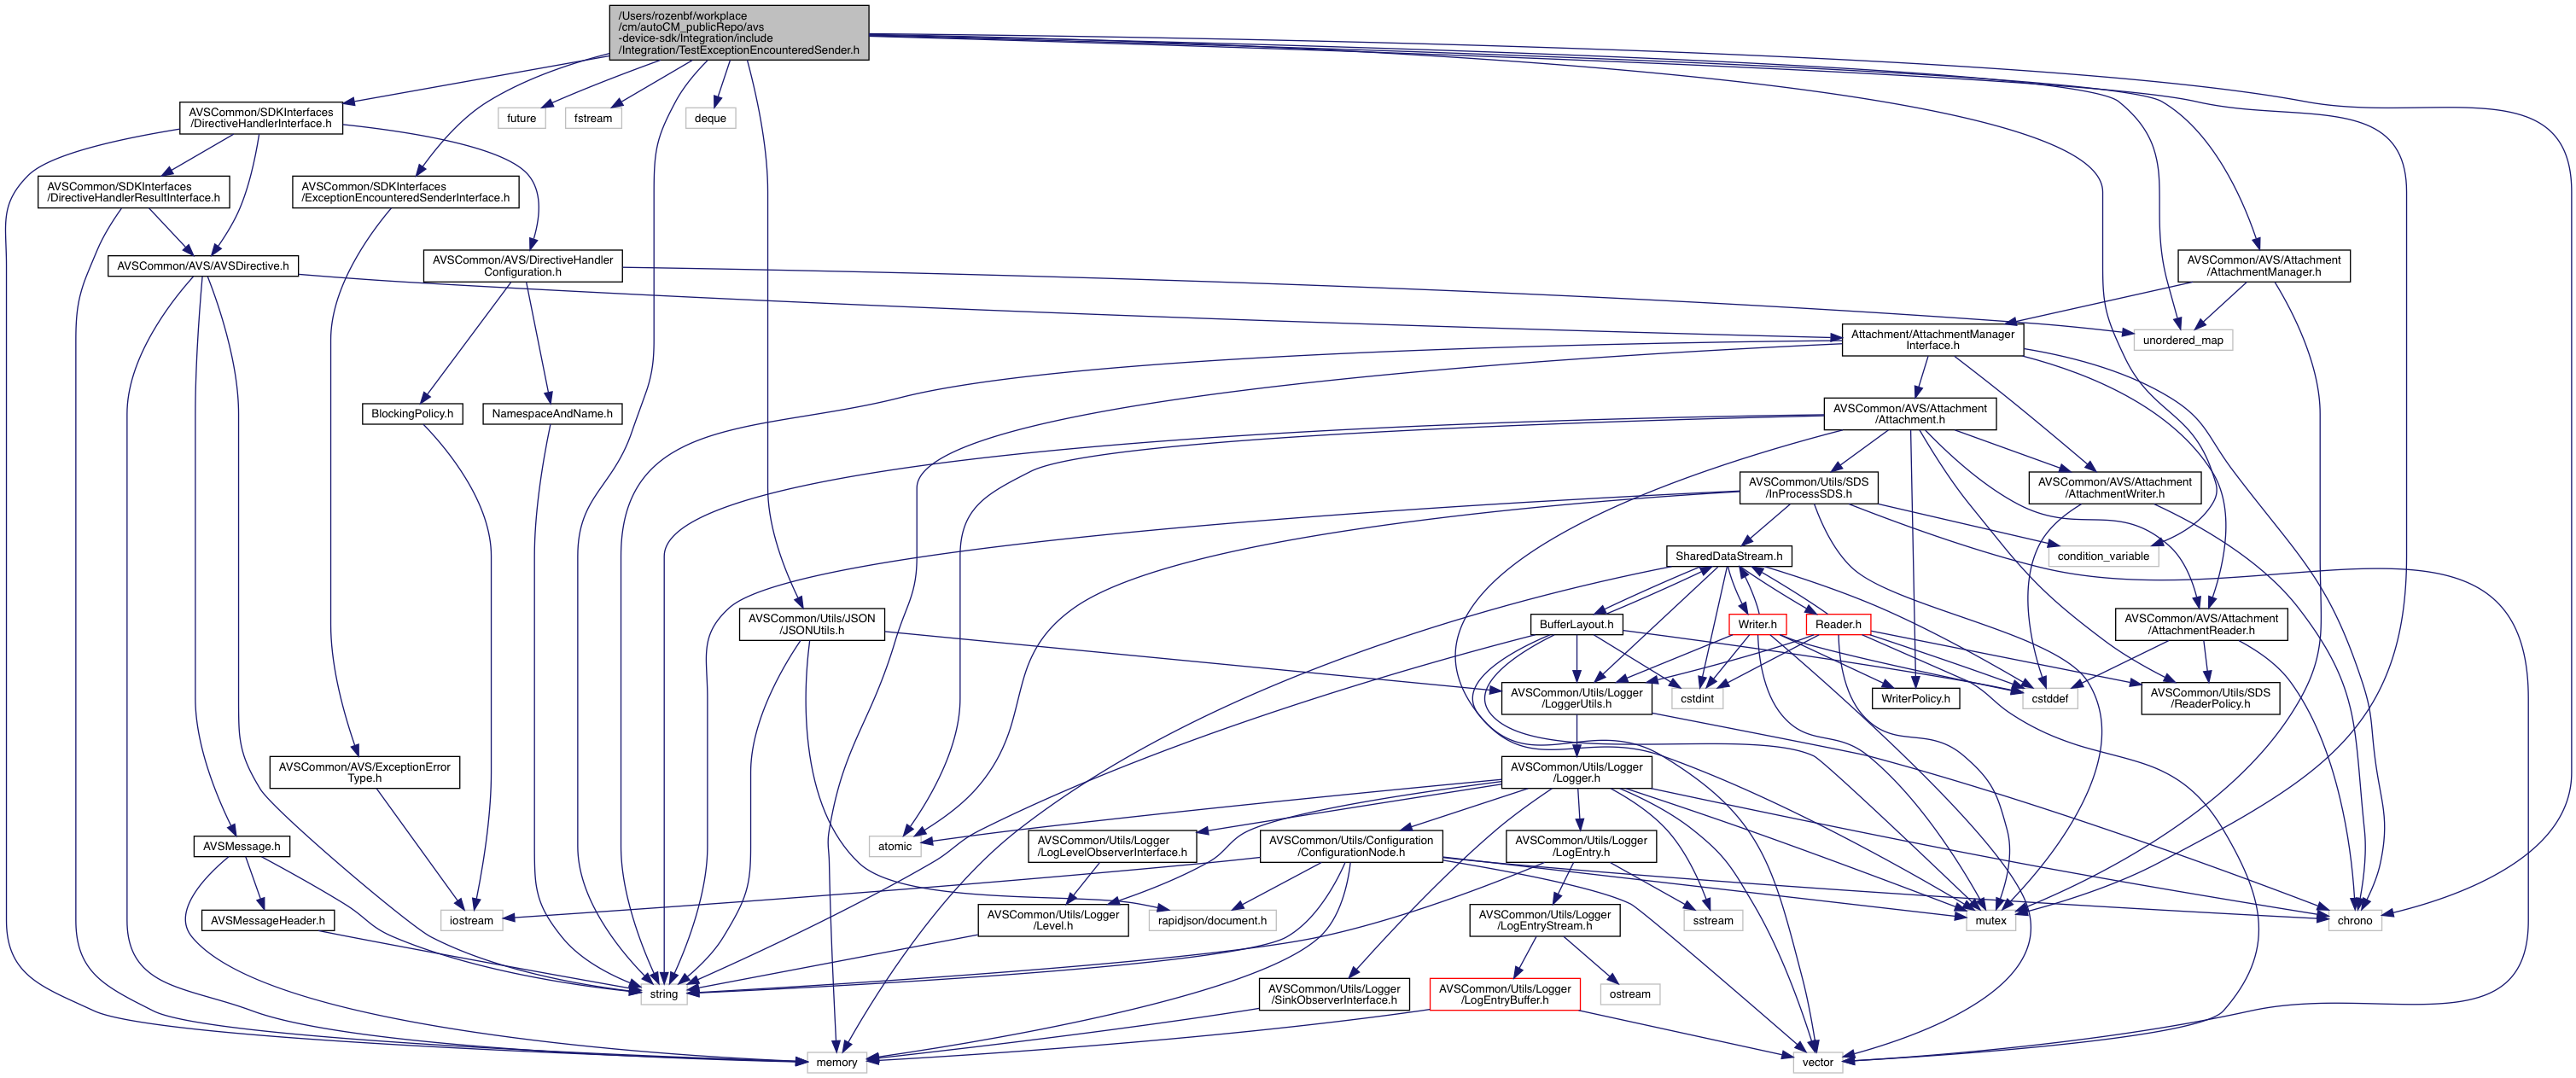 /Users/rozenbf/workplace
/cm/autoCM_publicRepo/avs
-device-sdk/Integration/include
/Integration/TestExceptionEncounteredSender.h
AVSCommon/SDKInterfaces
/DirectiveHandlerInterface.h
future
fstream
deque
AVSCommon/SDKInterfaces
/DirectiveHandlerResultInterface.h
AVSCommon/SDKInterfaces
/ExceptionEncounteredSenderInterface.h
AVSCommon/AVS/AVSDirective.h
AVSCommon/AVS/DirectiveHandler
Configuration.h
AVSCommon/AVS/Attachment
/AttachmentManager.h
Attachment/AttachmentManager
Interface.h
unordered_map
BlockingPolicy.h
NamespaceAndName.h
AVSCommon/AVS/Attachment
/Attachment.h
AVSCommon/Utils/SDS
/InProcessSDS.h
AVSCommon/AVS/Attachment
/AttachmentWriter.h
SharedDataStream.h
condition_variable
AVSCommon/Utils/JSON
/JSONUtils.h
BufferLayout.h
Writer.h
Reader.h
AVSCommon/AVS/Attachment
/AttachmentReader.h
AVSCommon/Utils/Logger
/LoggerUtils.h
cstdint
WriterPolicy.h
cstddef
AVSCommon/Utils/SDS
/ReaderPolicy.h
AVSCommon/AVS/ExceptionError
Type.h
AVSCommon/Utils/Logger
/Logger.h
AVSMessage.h
atomic
AVSCommon/Utils/Logger
/LogLevelObserverInterface.h
AVSCommon/Utils/Configuration
/ConfigurationNode.h
AVSCommon/Utils/Logger
/LogEntry.h
AVSMessageHeader.h
iostream
AVSCommon/Utils/Logger
/Level.h
rapidjson/document.h
AVSCommon/Utils/Logger
/LogEntryStream.h
sstream
mutex
chrono
string
AVSCommon/Utils/Logger
/SinkObserverInterface.h
AVSCommon/Utils/Logger
/LogEntryBuffer.h
ostream
memory
vector